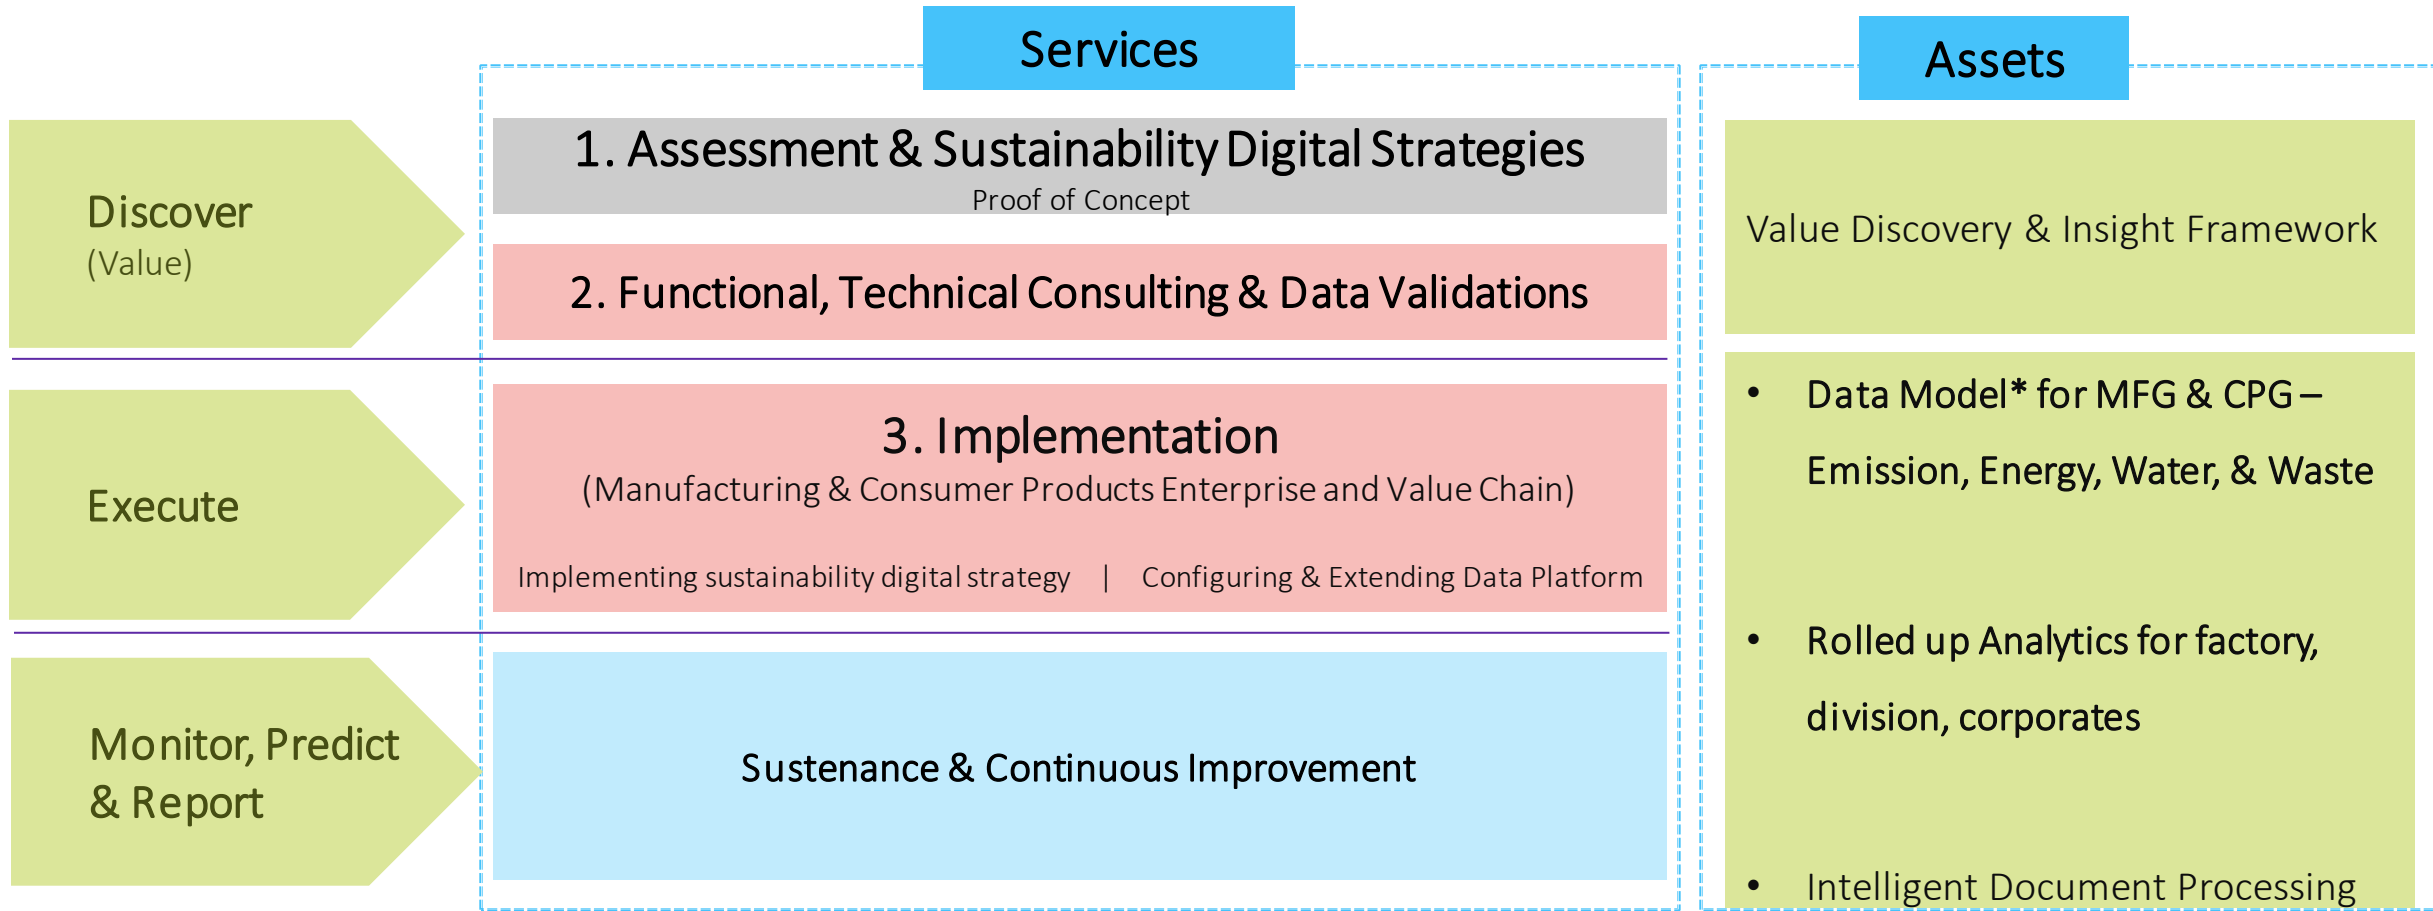 Services
Assets
Discover
(Value)
1. Assessment & Sustainability Digital Strategies
Proof of Concept
2. Functional, Technical Consulting & Data Validations
Value Discovery & Insight Framework
Execute
3. Implementation
(Manufacturing & Consumer Products Enterprise and Value Chain)
Implementing sustainability digital strategy | Configuring & Extending Data Platform
Monitor, Predict
& Report
Sustenance & Continuous Improvement
• Data Model* for MFG & CPG –
Emission, Energy, Water, & Waste
• Rolled up Analytics for factory,
division, corporates
• Intelligent Document Processing